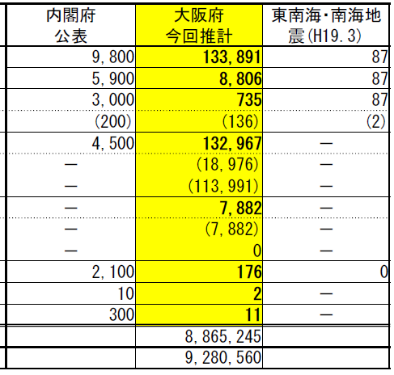 内閣府 大阪府 東南海・南海地
公表 今回推計 震(H19.3)
9,800 133,891 87
5,900 8,806 87
3,000 735 87
(200) (136) (2)
4,500 132,967 －
－ (18,976) －
－ (113,991) －
－ 7,882 －
－ (7,882) －
－ 0 －
2,100 176 0
10 2 －
300 11 －
8,865,245
9,280,560